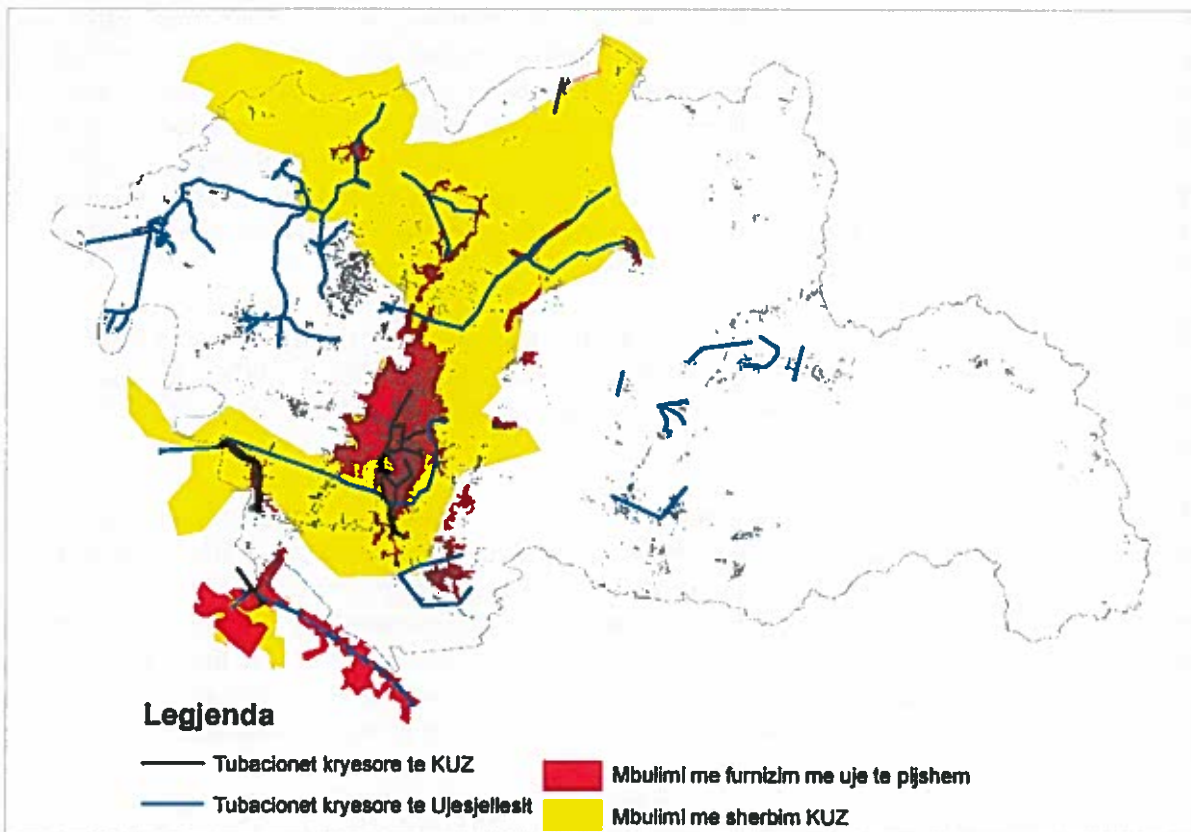 Legjenda
Tubacionet kryesore te KUZ
Tubacionet kryesore te Ujesjellesit
Mbulimi me furnizim me uje te pijshem
Mbulimi me sherbim KUZ